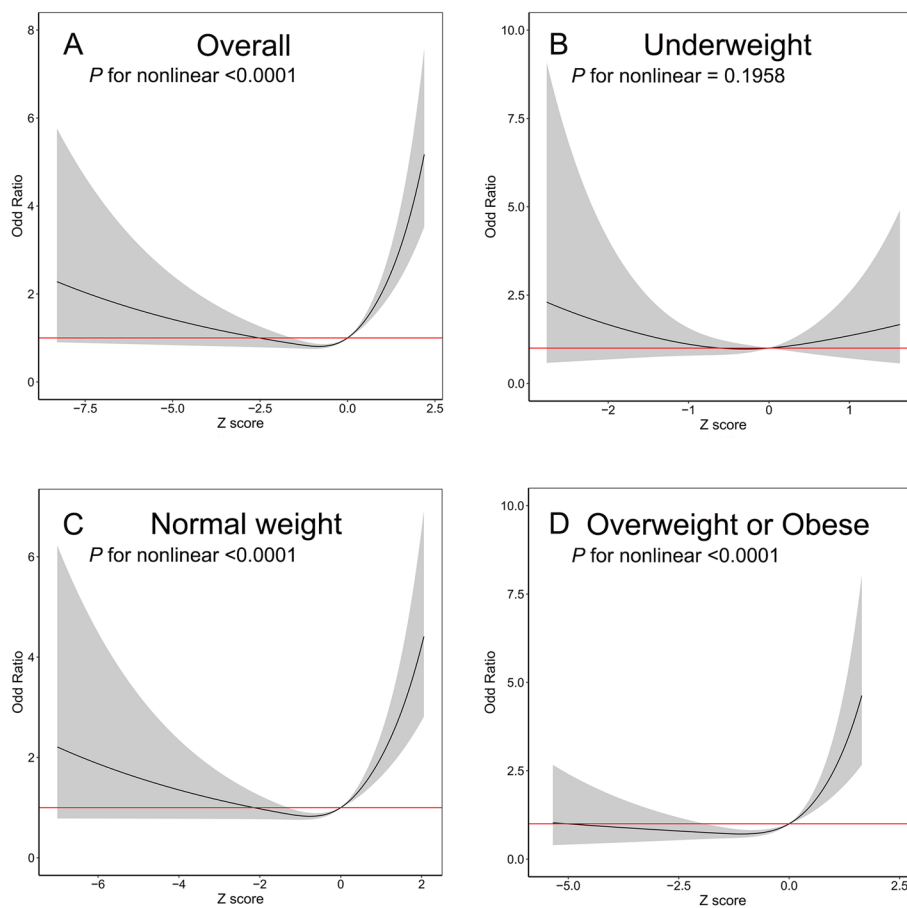 A Overall
P for nonlinear <0.0001
8
6
4
2
0
Odd Ratio
−7.5 −5.0 −2.5 0.0 2.5
Z score
B Underweight
P for nonlinear = 0.1958
10.0
7.5
5.0
2.5
0.0
Odd Ratio
−2 −1 0 1
Z score
C Normal weight
P for nonlinear <0.0001
6
4
2
0
Odd Ratio
−6 −4 −2 0 2
Z score
D Overweight or Obese
P for nonlinear <0.0001
10.0
7.5
5.0
2.5
0.0
Odd Ratio
−5.0 −2.5 0.0 2.5
Z score